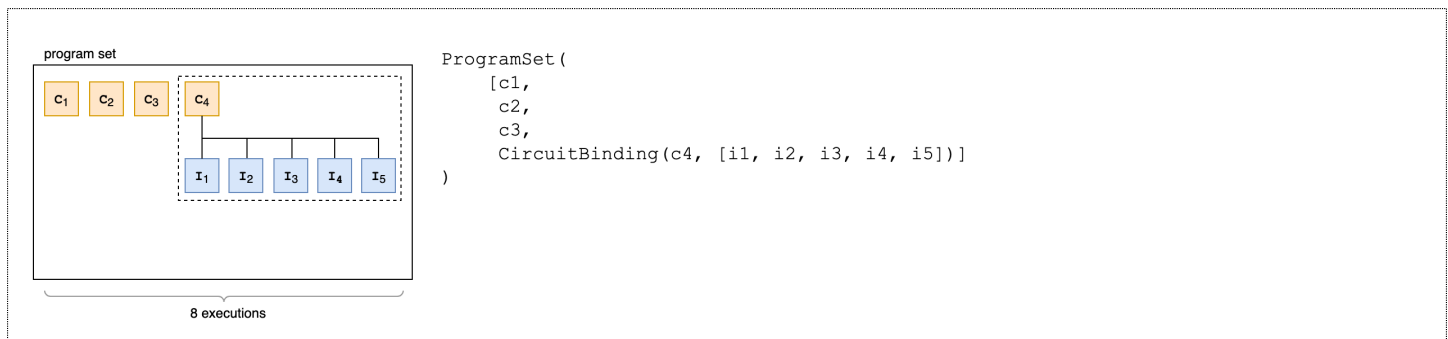 program set
C1 C2 C3 C4
I1 I2 I3 I4 I5
8 executions
ProgramSet(
    [c1,
     c2,
     c3,
     CircuitBinding(c4, [i1, i2, i3, i4, i5])]
)